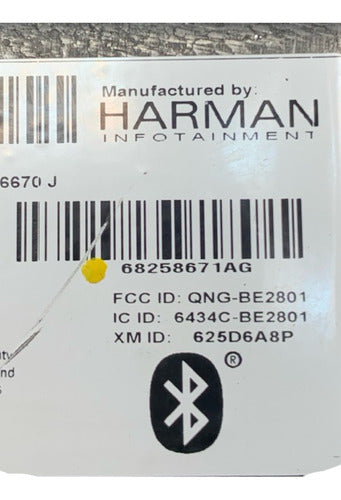 Manufactured by:
HARMAN
INFOTAINMENT
6670 J
68258671AG
FCC ID: QNG-BE2801
IC ID: 6434C-BE2801
XM ID: 625D6A8P
®